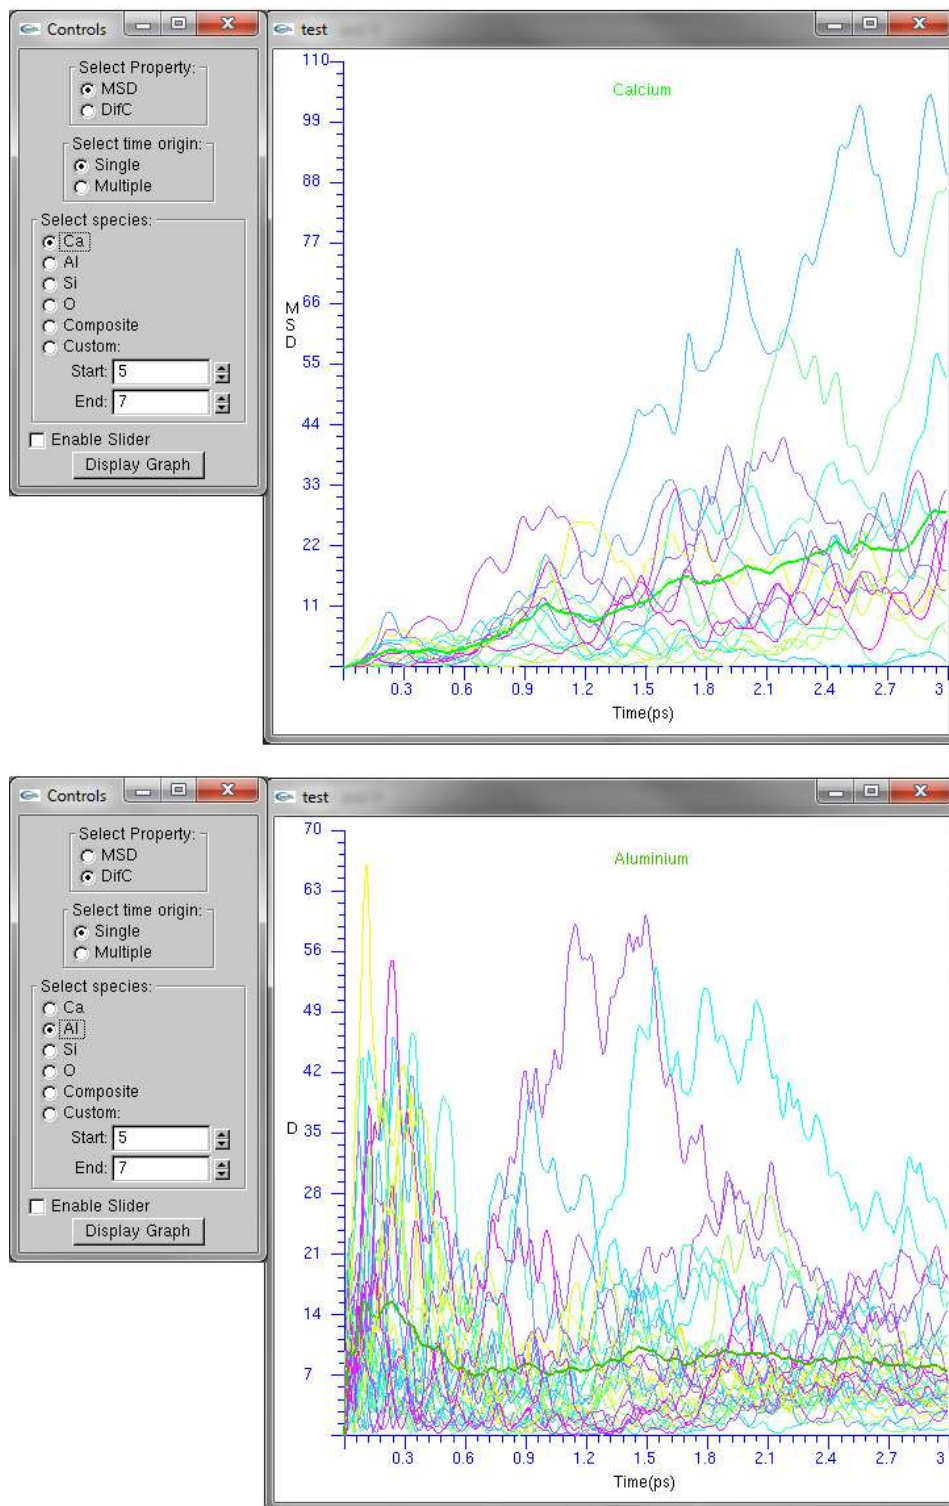 Controls
Select Property:
MSD
DifC
Select time origin:
Single
Multiple
Select species:
Ca
Al
Si
O
Composite
Custom:
Start: 5
End: 7
Enable Slider
Display Graph
test
Calcium
110
99
88
77
66
55
44
33
22
11
MSD
0.3 0.6 0.9 1.2 1.5 1.8 2.1 2.4 2.7 3
Time(ps)
Controls
Select Property:
MSD
DifC
Select time origin:
Single
Multiple
Select species:
Ca
Al
Si
O
Composite
Custom:
Start: 5
End: 7
Enable Slider
Display Graph
test
Aluminium
70
63
56
49
42
35
28
21
14
7
D
0.3 0.6 0.9 1.2 1.5 1.8 2.1 2.4 2.7 3
Time(ps)